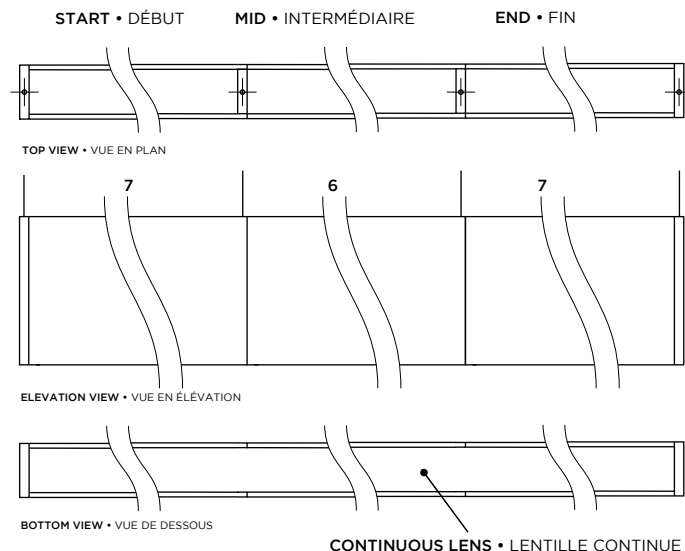 START • DÉBUT MID • INTERMÉDIAIRE END • FIN
TOP VIEW • VUE EN PLAN
7 6 7
ELEVATION VIEW • VUE EN ÉLÉVATION
BOTTOM VIEW • VUE DE DESSOUS
CONTINUOUS LENS • LENTILLE CONTINUE